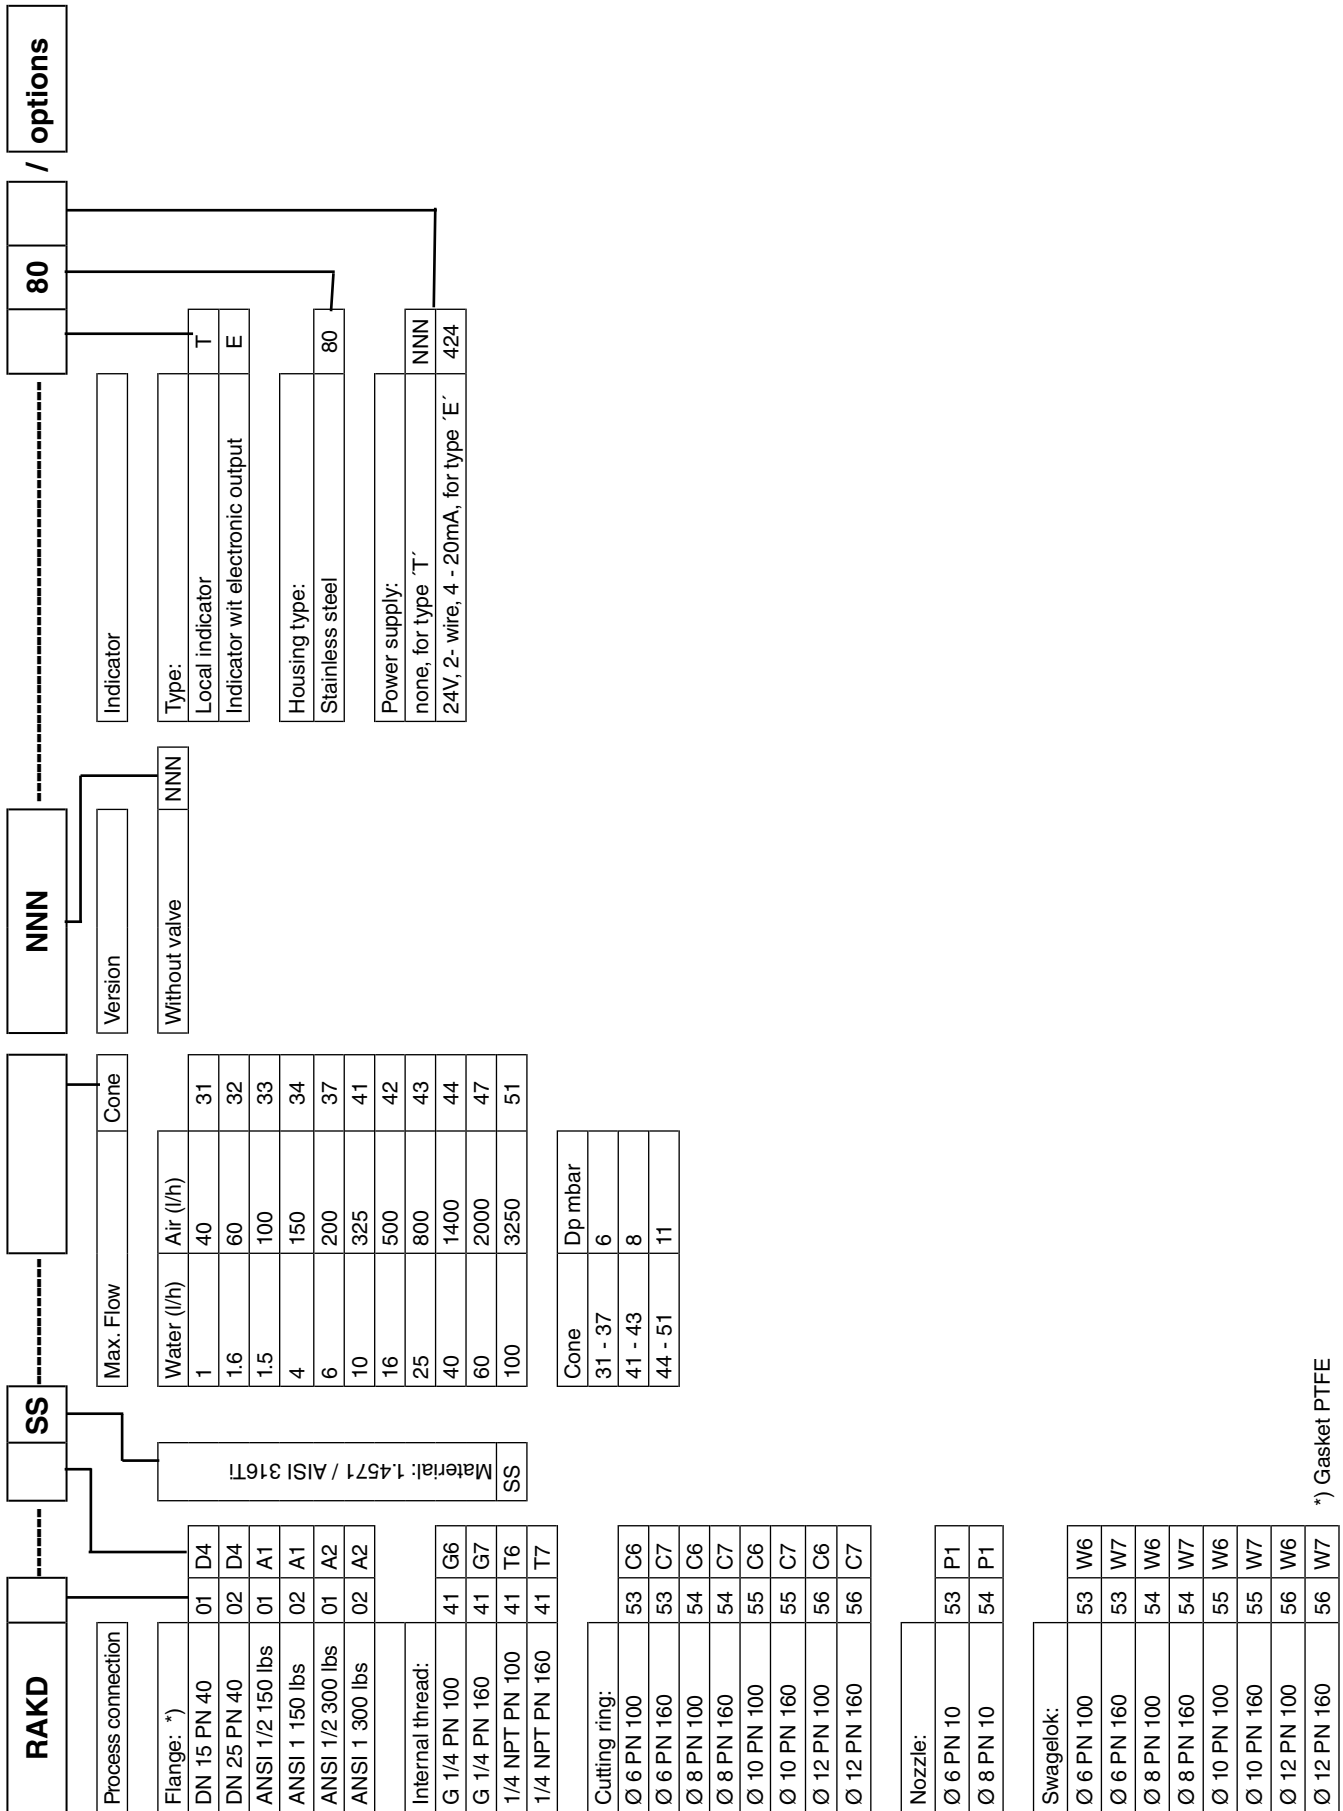 RAKD SS NNN 80 / options
Process connection
Flange: *)
DN 15 PN 40 01 D4
DN 25 PN 40 02 D4
ANSI 1/2 150 lbs 01 A1
ANSI 1 150 lbs 02 A1
ANSI 1/2 300 lbs 01 A2
ANSI 1 300 lbs 02 A2
Internal thread:
G 1/4 PN 100 41 G6
G 1/4 PN 160 41 G7
1/4 NPT PN 100 41 T6
1/4 NPT PN 160 41 T7
Cutting ring:
Ø 6 PN 100 53 C6
Ø 6 PN 160 53 C7
Ø 8 PN 100 54 C6
Ø 8 PN 160 54 C7
Ø 10 PN 100 55 C6
Ø 10 PN 160 55 C7
Ø 12 PN 100 56 C6
Ø 12 PN 160 56 C7
Nozzle:
Ø 6 PN 10 53 P1
Ø 8 PN 10 54 P1
Swagelok:
Ø 6 PN 100 53 W6
Ø 6 PN 160 53 W7
Ø 8 PN 100 54 W6
Ø 8 PN 160 54 W7
Ø 10 PN 100 55 W6
Ø 10 PN 160 55 W7
Ø 12 PN 100 56 W6
Ø 12 PN 160 56 W7
*) Gasket PTFE
Material: 1.4571 / AISI 316Ti
SS
Max. Flow Cone
Water (l/h) Air (l/h)
1 40 31
1.6 60 32
1.5 100 33
4 150 34
6 200 37
10 325 41
16 500 42
25 800 43
40 1400 44
60 2000 47
100 3250 51
Cone Dp mbar
31 - 37 6
41 - 43 8
44 - 51 11
Version
Without valve NNN
Indicator
Type:
Local indicator T
Indicator wit electronic output E
Housing type:
Stainless steel 80
Power supply:
none, for type ´T´ NNN
24V, 2- wire, 4 - 20mA, for type ´E´ 424